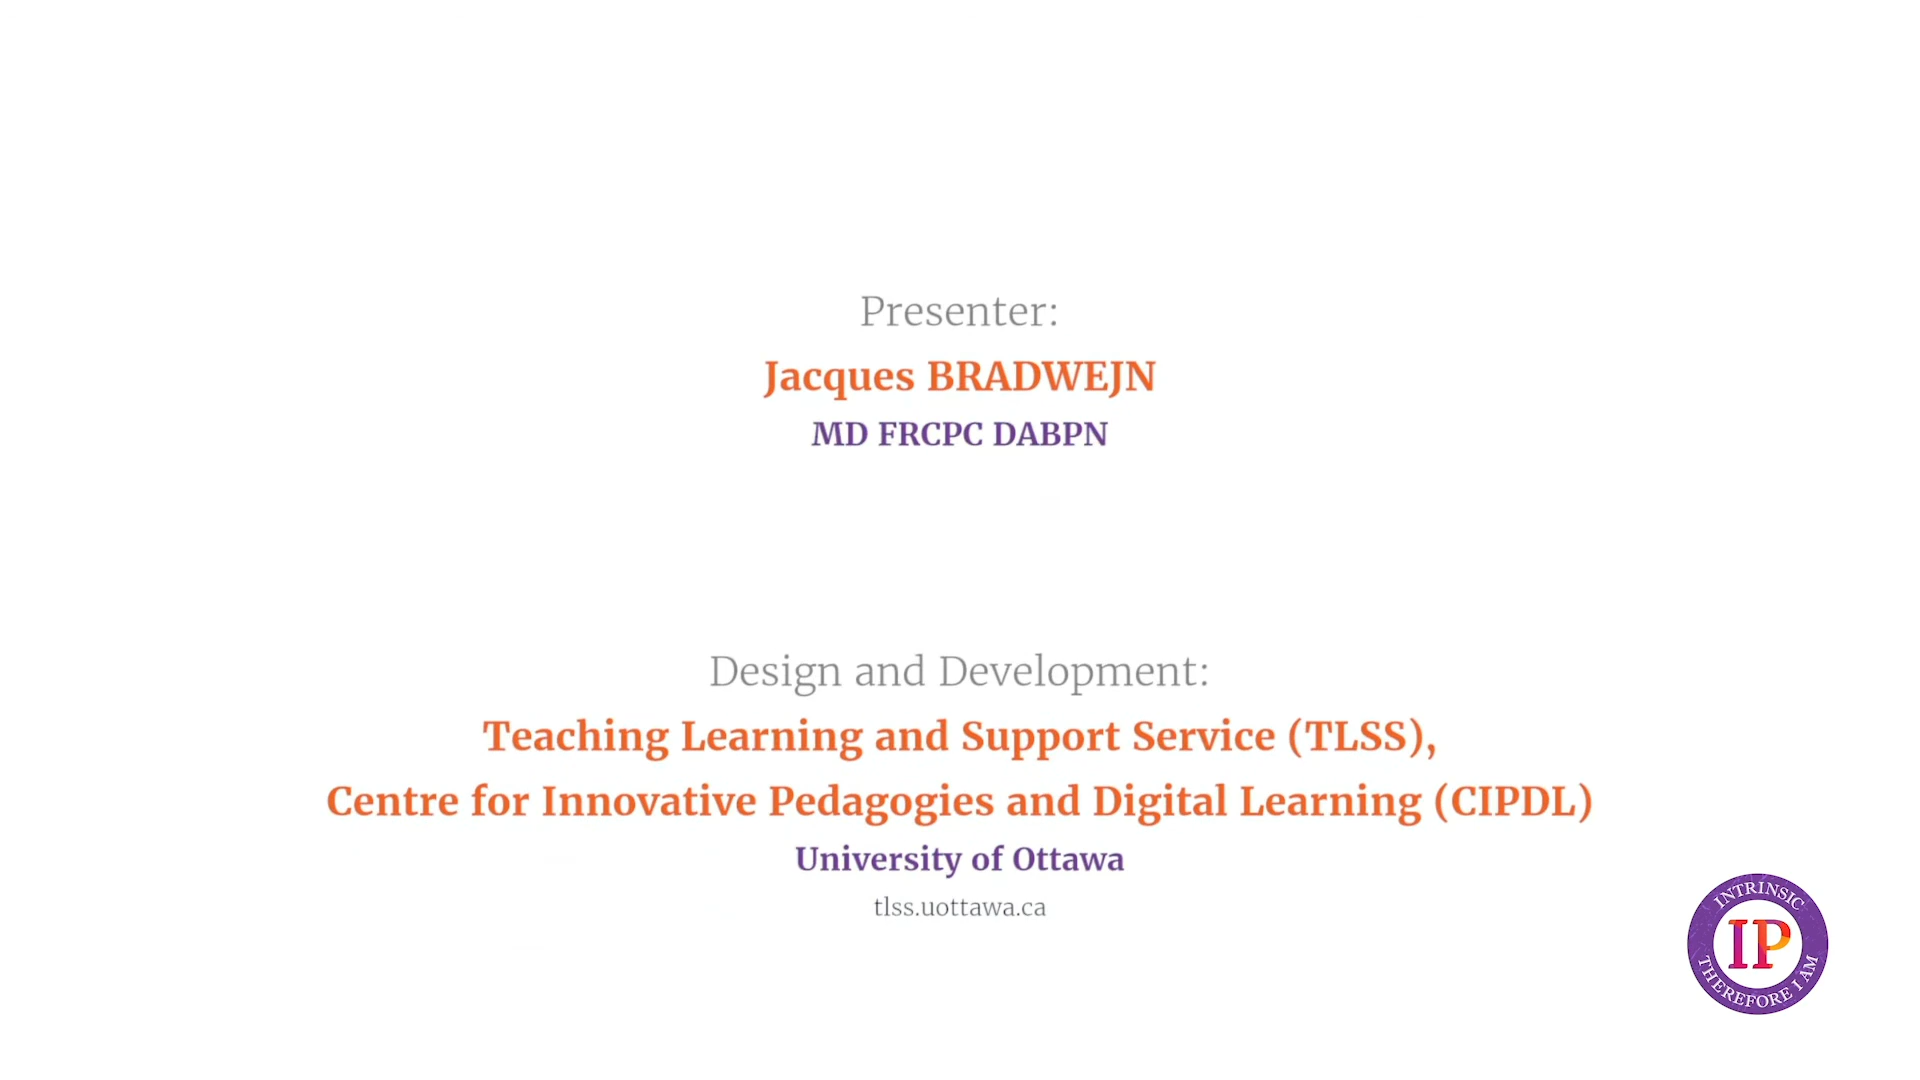 Presenter:
Jacques BRADWEJN
MD FRCPC DABPN
Design and Development:
Teaching Learning and Support Service (TLSS),
Centre for Innovative Pedagogies and Digital Learning (CIPDL)
University of Ottawa
tlss.uottawa.ca
INTRINSIC
IP
THEREFORE I AM